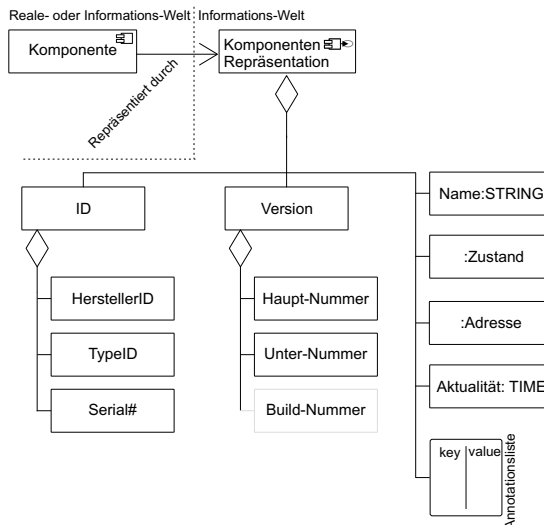 Reale- oder Informations-Welt
Informations-Welt
Komponente
Komponenten
Repräsentation
Repräsentiert durch
ID
Version
Name:STRING
:Zustand
HerstellerID
Haupt-Nummer
:Adresse
TypeID
Unter-Nummer
Aktualität: TIME
Serial#
Build-Nummer
key
value
Annotationsliste